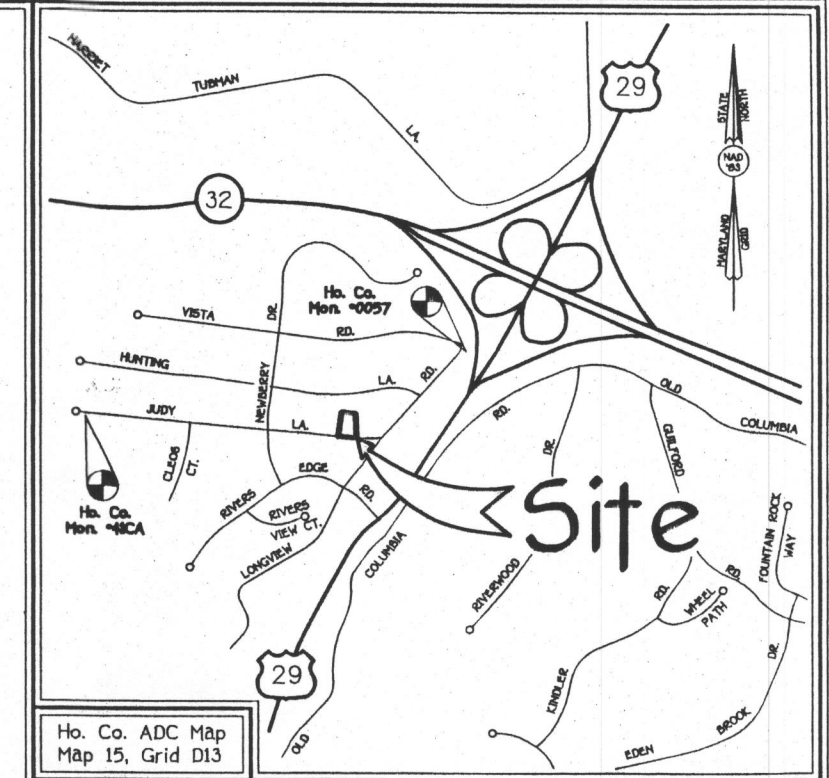 HARRIET
TUBMAN
LA.
29
STATE
NORTH
NAD
'83
MARYLAND
GRID
32
Ho. Co.
Mon. #0057
VISTA
RD.
NEWBERRY
DR.
HUNTING
LA.
RD.
JUDY
LA.
CLEOS
CT.
Ho. Co.
EDGE
RD.
RIVERS
RIVERS
VIEW CT.
LONGVIEW
OLD
COLUMBIA
RD.
DR.
GUILFORD
Site
COLUMBIA
RIVERWOOD
FOUNTAIN ROCK
WAY
RD.
RD.
WHEEL
PATH
KINDLER
DR.
BROOK
EDEN
29
OLD
Ho. Co. ADC Map
Map 15, Grid D13